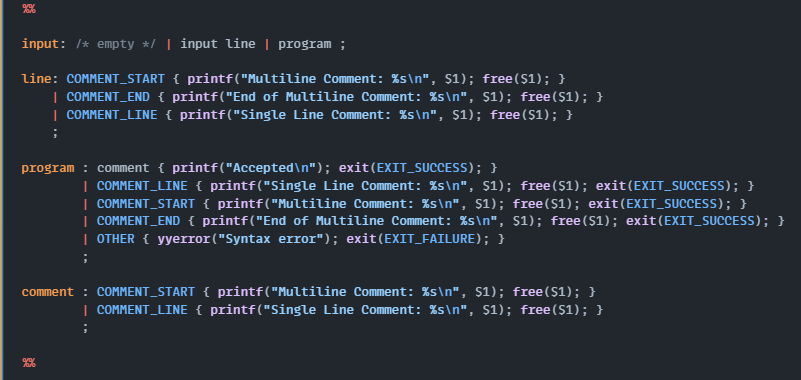 %%
input: /* empty */ | input line | program ;
line: COMMENT_START { printf("Multiline Comment: %s\n", $1); free($1); }
    | COMMENT_END { printf("End of Multiline Comment: %s\n", $1); free($1); }
    | COMMENT_LINE { printf("Single Line Comment: %s\n", $1); free($1); }
    ;
program : comment { printf("Accepted\n"); exit(EXIT_SUCCESS); }
        | COMMENT_LINE { printf("Single Line Comment: %s\n", $1); free($1); exit(EXIT_SUCCESS); }
        | COMMENT_START { printf("Multiline Comment: %s\n", $1); free($1); exit(EXIT_SUCCESS); }
        | COMMENT_END { printf("End of Multiline Comment: %s\n", $1); free($1); exit(EXIT_SUCCESS); }
        | OTHER { yyerror("Syntax error"); exit(EXIT_FAILURE); }
        ;
comment : COMMENT_START { printf("Multiline Comment: %s\n", $1); free($1); }
        | COMMENT_LINE { printf("Single Line Comment: %s\n", $1); free($1); }
        ;
%%